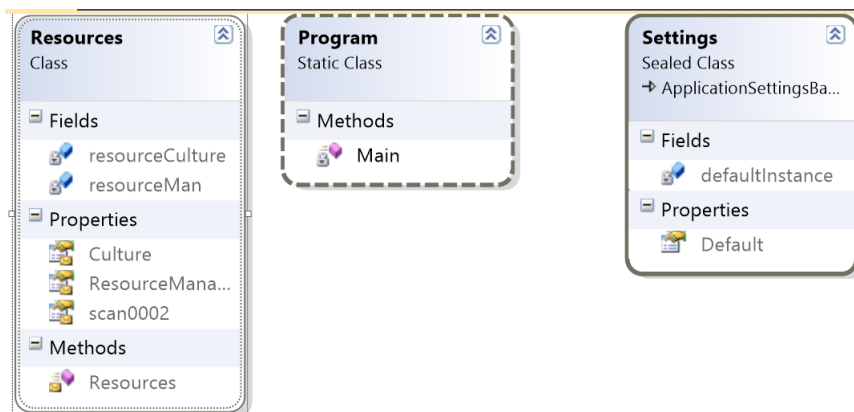 Resources
Class
Fields
resourceCulture
resourceMan
Properties
Culture
ResourceMana...
scan0002
Methods
Resources
Program
Static Class
Methods
Main
Settings
Sealed Class
ApplicationSettingsBa...
Fields
defaultInstance
Properties
Default